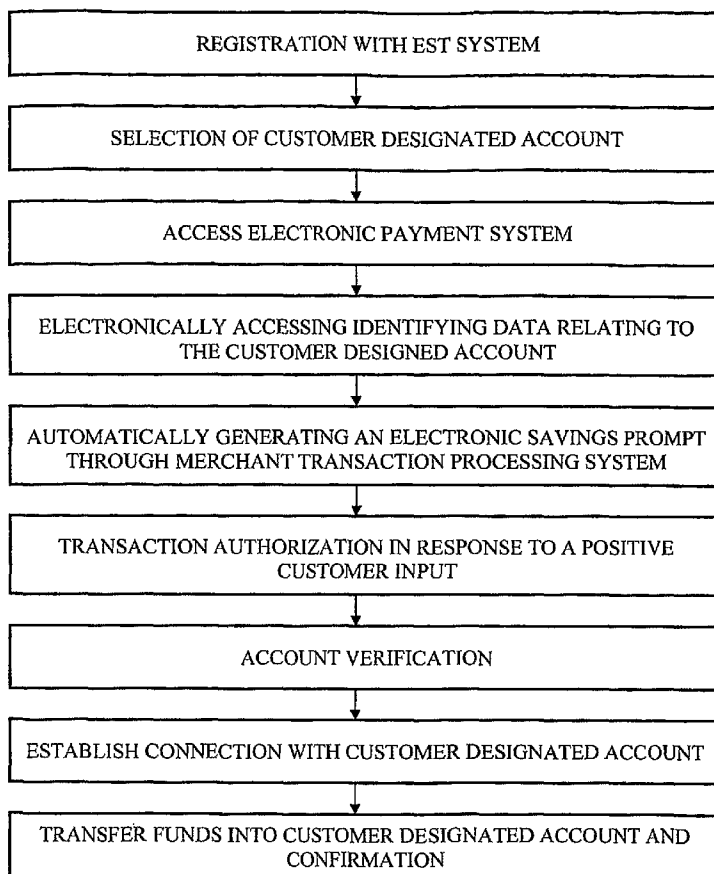 REGISTRATION WITH EST SYSTEM
SELECTION OF CUSTOMER DESIGNATED ACCOUNT
ACCESS ELECTRONIC PAYMENT SYSTEM
ELECTRONICALLY ACCESSING IDENTIFYING DATA RELATING TO
THE CUSTOMER DESIGNED ACCOUNT
AUTOMATICALLY GENERATING AN ELECTRONIC SAVINGS PROMPT
THROUGH MERCHANT TRANSACTION PROCESSING SYSTEM
TRANSACTION AUTHORIZATION IN RESPONSE TO A POSITIVE
CUSTOMER INPUT
ACCOUNT VERIFICATION
ESTABLISH CONNECTION WITH CUSTOMER DESIGNATED ACCOUNT
TRANSFER FUNDS INTO CUSTOMER DESIGNATED ACCOUNT AND
CONFIRMATION